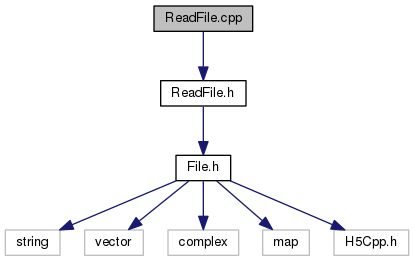 ReadFile.cpp
ReadFile.h
File.h
string
vector
complex
map
H5Cpp.h